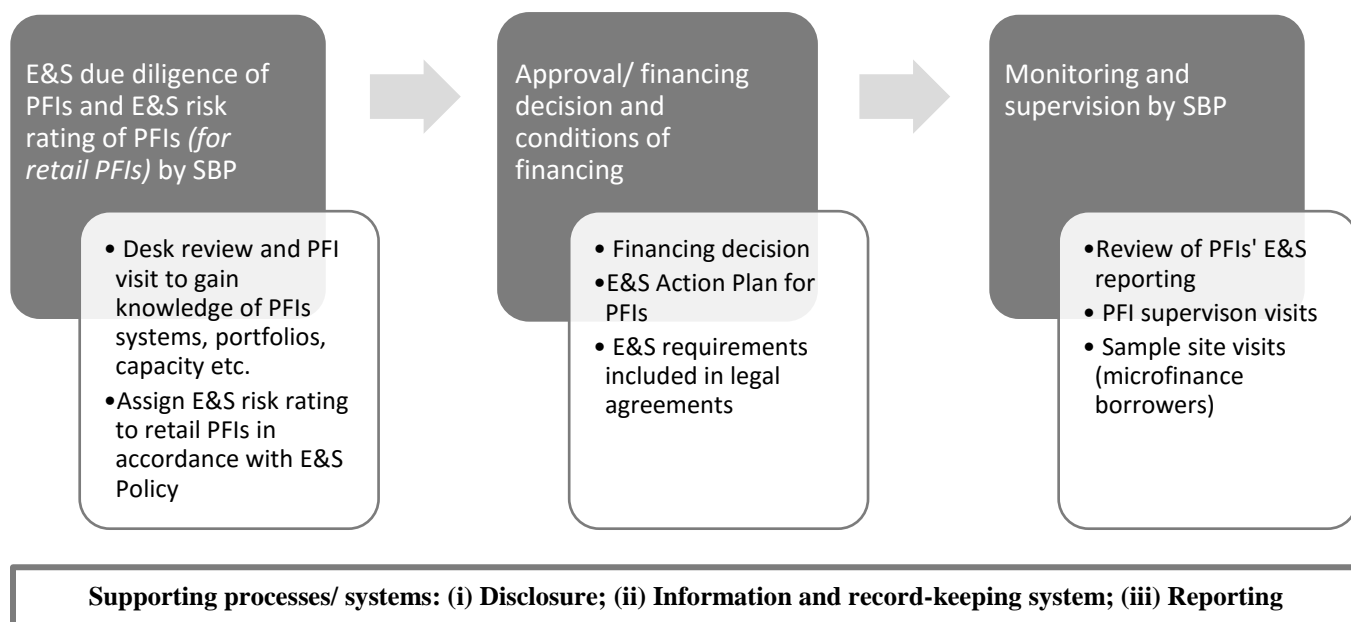 E&S due diligence of
PFIs and E&S risk
rating of PFIs (for
retail PFIs) by SBP
• Desk review and PFI
visit to gain
knowledge of PFIs
systems, portfolios,
capacity etc.
•Assign E&S risk rating
to retail PFIs in
accordance with E&S
Policy
Approval/ financing
decision and
conditions of
financing
• Financing decision
•E&S Action Plan for
PFIs
• E&S requirements
included in legal
agreements
Monitoring and
supervision by SBP
•Review of PFIs' E&S
reporting
• PFI supervison visits
• Sample site visits
(microfinance
borrowers)
Supporting processes/ systems: (i) Disclosure; (ii) Information and record-keeping system; (iii) Reporting